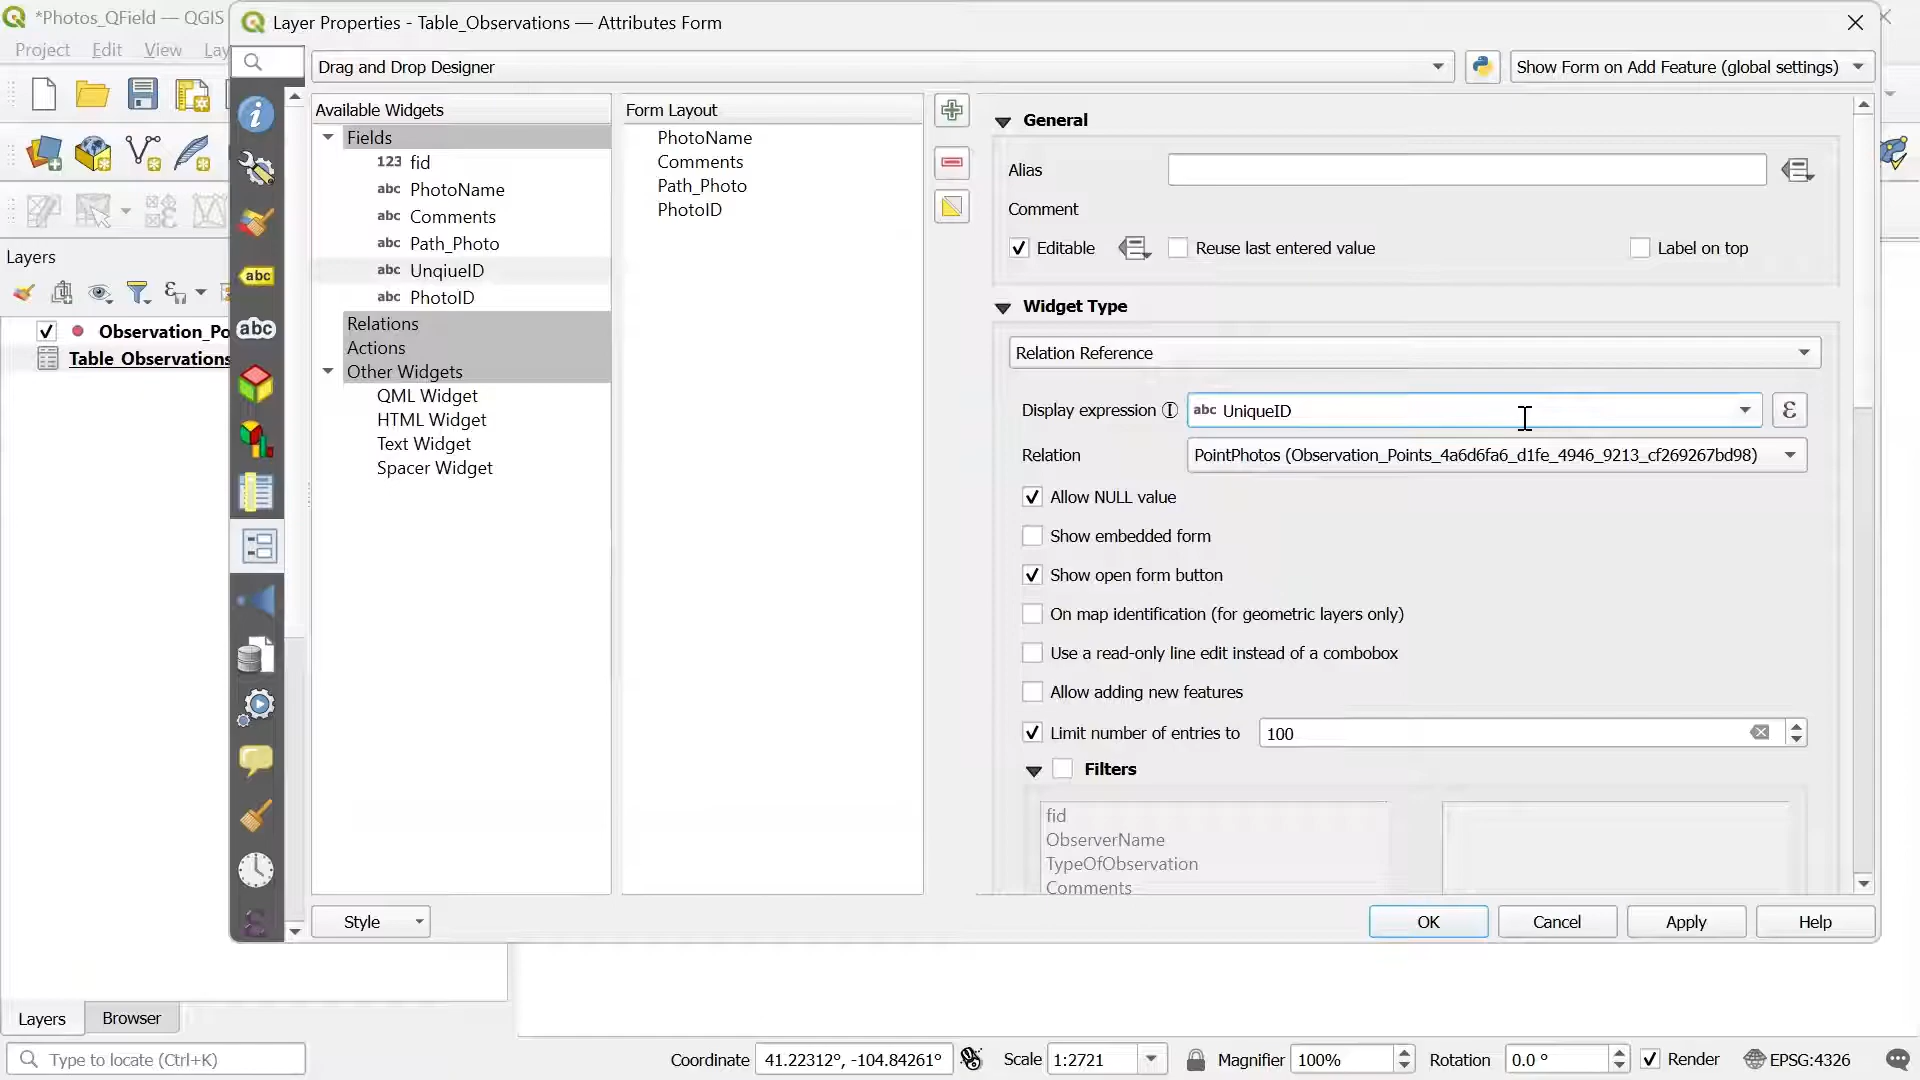 *Photos_QField — QGIS
Layer Properties - Table_Observations — Attributes Form
Project Edit View Lay
Drag and Drop Designer
Show Form on Add Feature (global settings)
Available Widgets
Fields
123 fid
abc PhotoName
abc Comments
abc Path_Photo
abc UnqiueID
abc PhotoID
Relations
Actions
Other Widgets
QML Widget
HTML Widget
Text Widget
Spacer Widget
Form Layout
PhotoName
Comments
Path_Photo
PhotoID
General
Alias
Comment
Editable
Reuse last entered value
Label on top
Widget Type
Relation Reference
Display expression
abc UniqueID
ε
Relation
PointPhotos (Observation_Points_4a6d6fa6_d1fe_4946_9213_cf269267bd98)
Allow NULL value
Show embedded form
Show open form button
On map identification (for geometric layers only)
Use a read-only line edit instead of a combobox
Allow adding new features
Limit number of entries to 100
Filters
fid
ObserverName
TypeOfObservation
Comments
Layers
Observation_Po
Table Observations
abc
abc
Style
OK
Cancel
Apply
Help
Layers
Browser
Type to locate (Ctrl+K)
Coordinate 41.22312°, -104.84261°
Scale 1:2721
Magnifier 100%
Rotation 0.0 °
Render
EPSG:4326